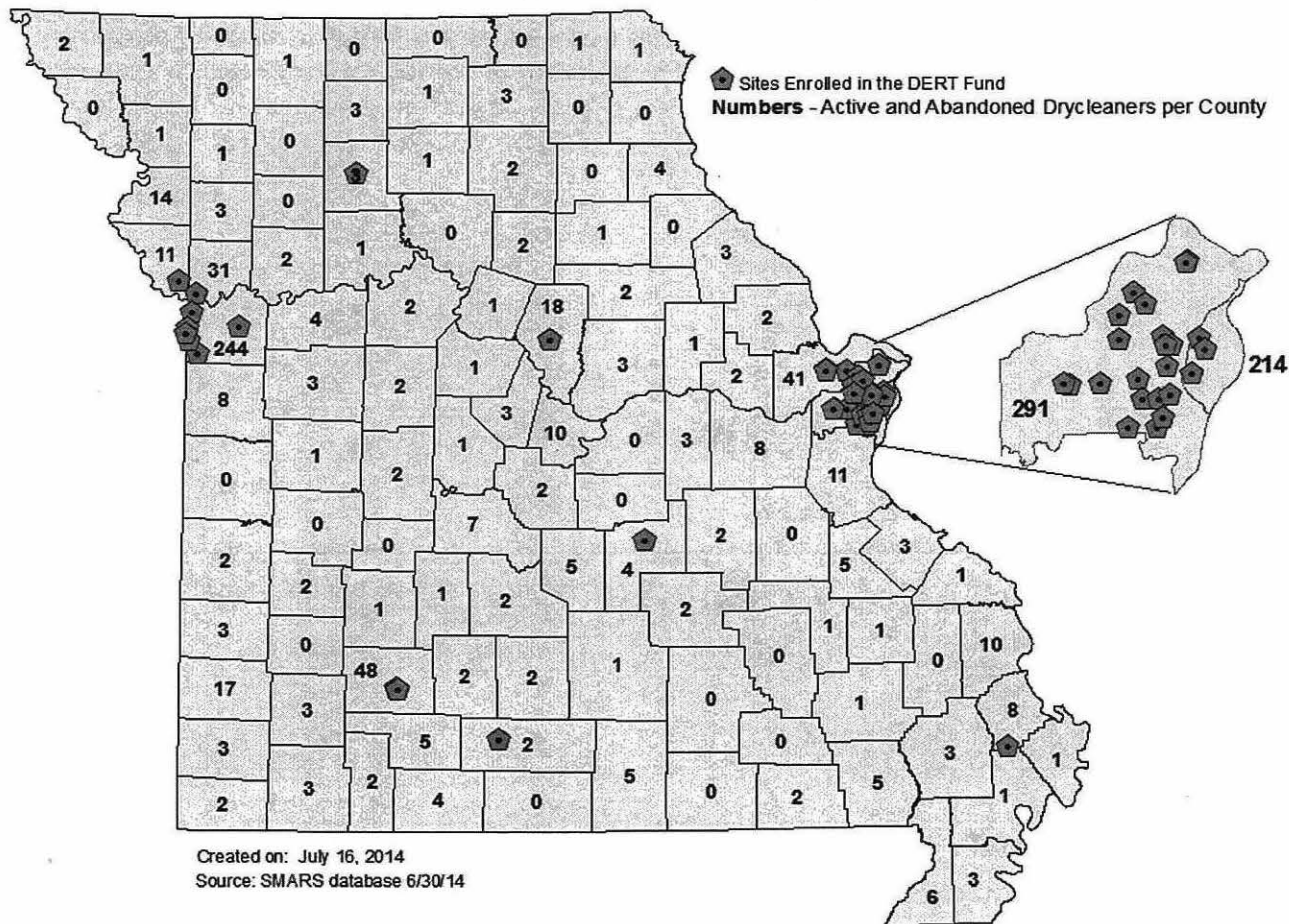 2 1 0 1 0 0 0 1 1
Sites Enrolled in the DERT Fund
Numbers - Active and Abandoned Drycleaners per County
0 0 3 1 3 0 0
1 1 0 3 1 2 0 4
14 3 0 1 0 2 1 0 3
11 31 2
244 4 2 1 18 2 2
8 3 2 1 3 1 2 41
291 214
0 1 2 1 3 10 0 3 8 11
2 0 0 7 2 0
2 5 4 2 0 5 3 1
3 0 1 1 2 2 1 1 0 10
17 48 2 2 1 0 0 1 8
3 3 5 2 0 3 1
2 3 2 4 0 5 0 2 5 1
6 3
Created on: July 16, 2014
Source: SMARS database 6/30/14